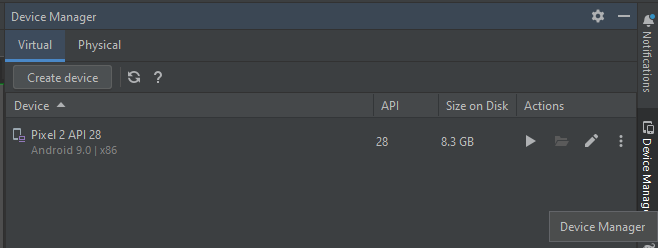 Device Manager
Virtual
Physical
Create device
?
Device
API
Size on Disk
Actions
Pixel 2 API 28
Android 9.0 | x86
28
8.3 GB
Notifications
Device Manag
Device Manager